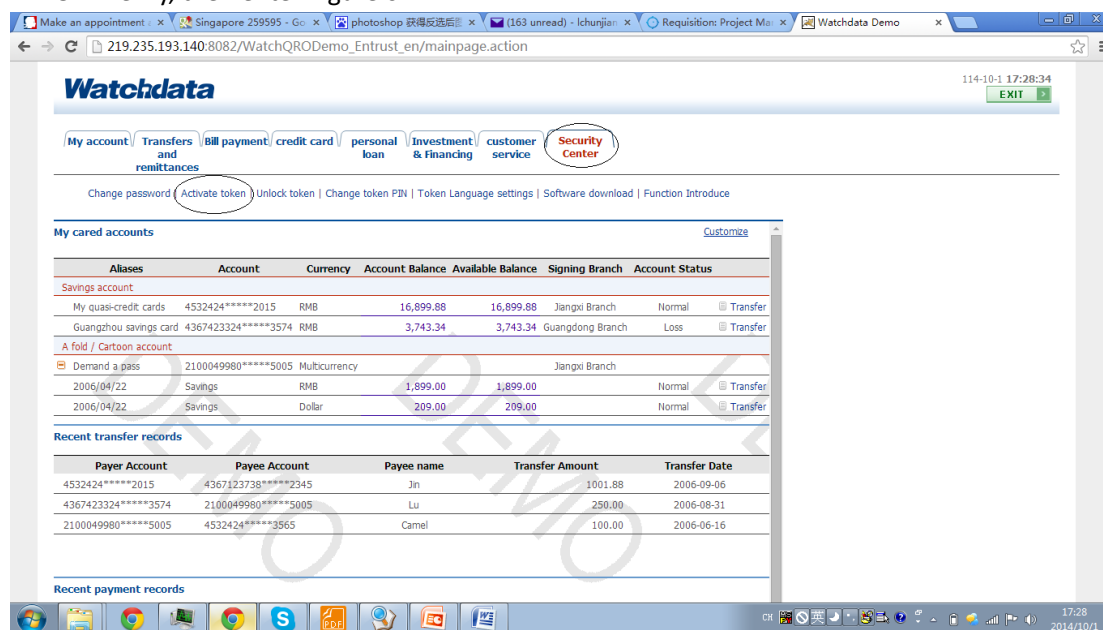 Make an appointment
Singapore 259595 - Go
photoshop 获得反选后
(163 unread) - lchunjian
Requisition: Project Ma
Watchdata Demo
219.235.193.140:8082/WatchQRODemo_Entrust_en/mainpage.action
Watchdata
114-10-1 17:28:34
EXIT
My account
Transfers and remittances
Bill payment
credit card
personal loan
Investment & Financing
customer service
Security Center
Change password | Activate token | Unlock token | Change token PIN | Token Language settings | Software download | Function Introduce
My cared accounts Customize
Aliases Account Currency Account Balance Available Balance Signing Branch Account Status
Savings account
My quasi-credit cards 4532424*****2015 RMB 16,899.88 16,899.88 Jiangxi Branch Normal Transfer
Guangzhou savings card 4367423324*****3574 RMB 3,743.34 3,743.34 Guangdong Branch Loss Transfer
A fold / Cartoon account
Demand a pass 2100049980*****5005 Multicurrency Jiangxi Branch
2006/04/22 Savings RMB 1,899.00 1,899.00 Normal Transfer
2006/04/22 Savings Dollar 209.00 209.00 Normal Transfer
Recent transfer records
Payer Account Payee Account Payee name Transfer Amount Transfer Date
4532424*****2015 4367123738*****2345 Jin 1001.88 2006-09-06
4367423324*****3574 2100049980*****5005 Lu 250.00 2006-08-31
2100049980*****5005 4532424*****3565 Camel 100.00 2006-06-16
Recent payment records
DEMO
DEMO
CH 英
17:28
2014/10/1